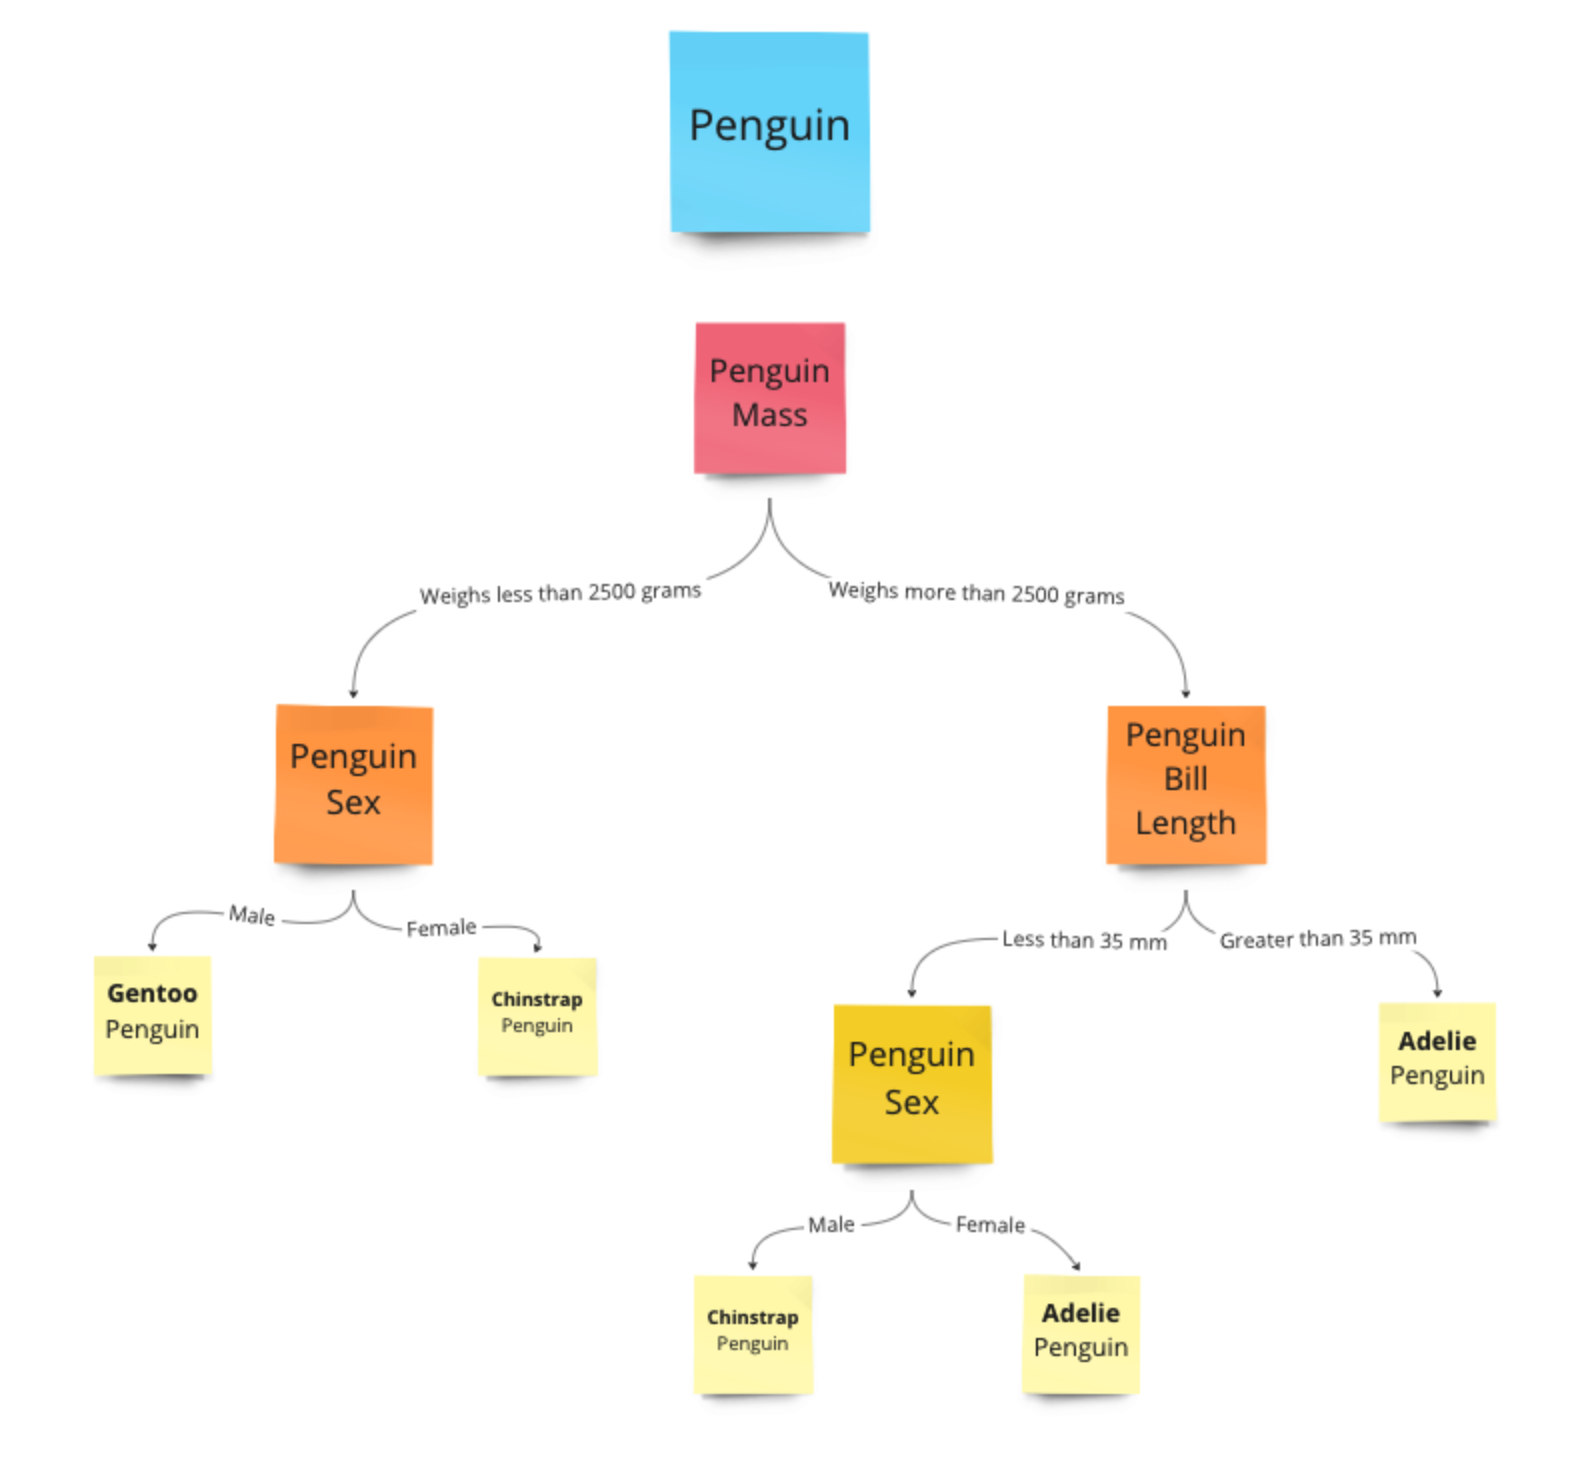 Penguin
Penguin
Mass
Weighs less than 2500 grams
Weighs more than 2500 grams
Penguin
Sex
Penguin
Bill
Length
Male
Female
Less than 35 mm
Greater than 35 mm
Gentoo
Penguin
Chinstrap
Penguin
Penguin
Sex
Adelie
Penguin
Male
Female
Chinstrap
Penguin
Adelie
Penguin